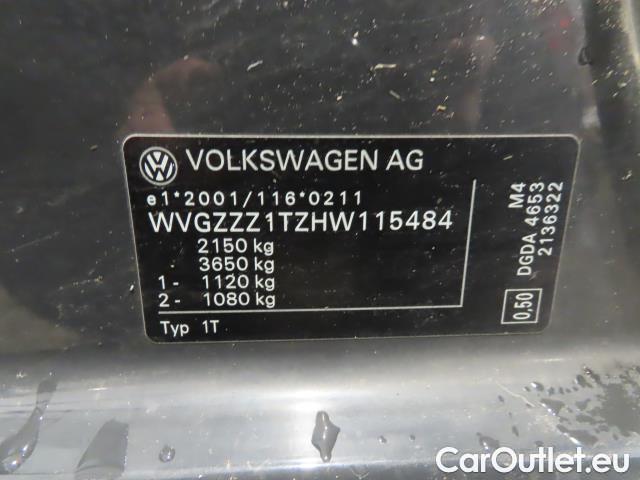 VOLKSWAGEN AG
e1*2001/116*0211
WVGZZZ1TZHW115484
2150 kg
3650 kg
1- 1120 kg
2- 1080 kg
Typ 1T
M4
DGDA 4653
2136322
0,50
CarOutlet.eu